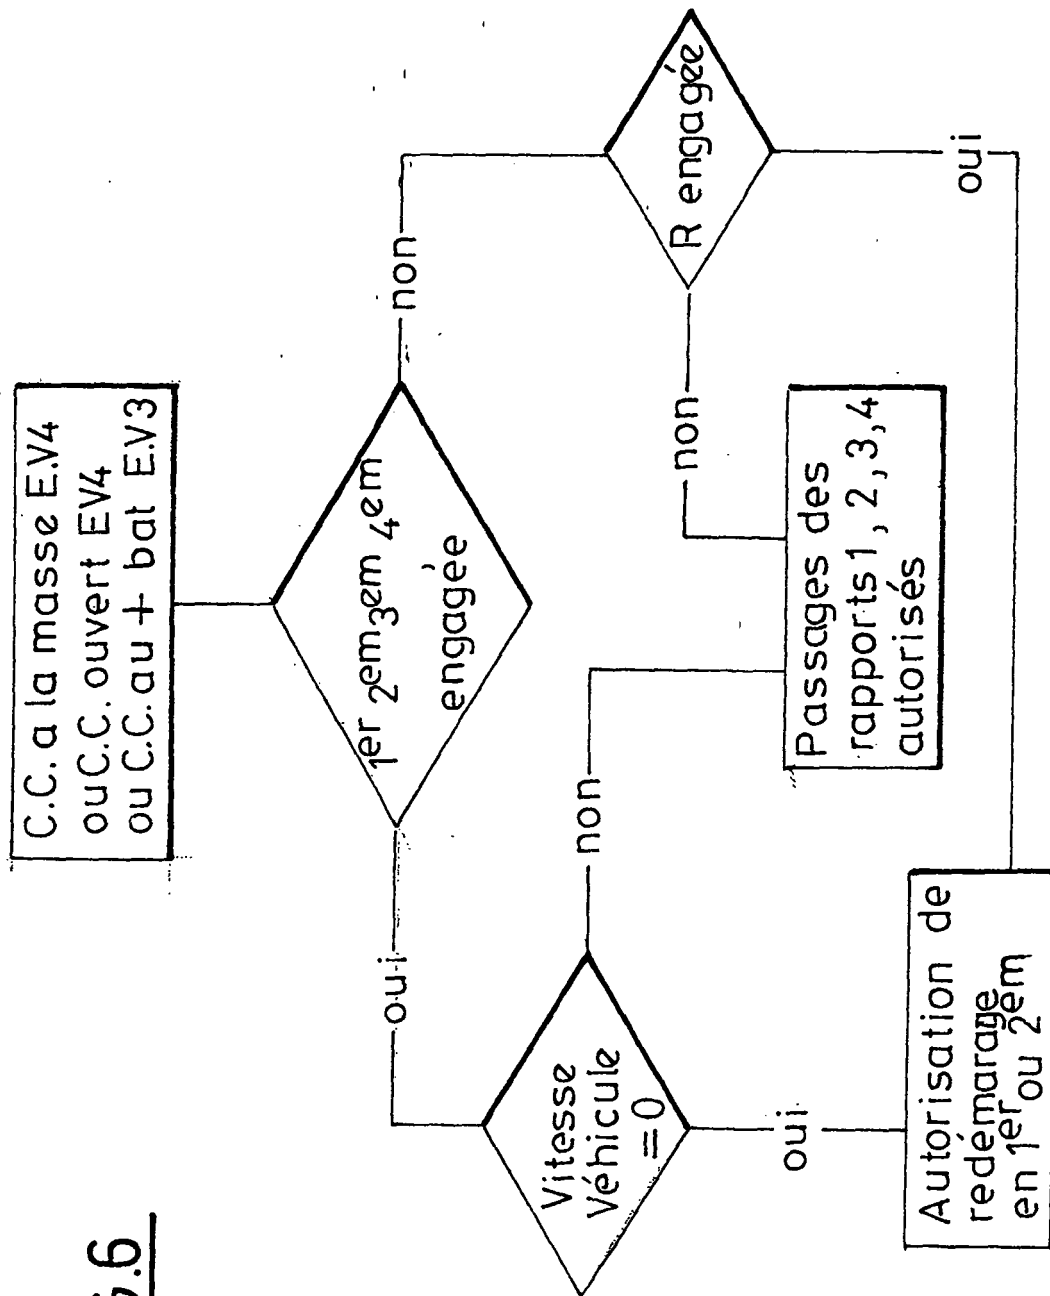 C.C. a la masse E.V4
ou C.C. ouvert EV4
ou C.C. au + bat E.V3
1er 2em 3em 4em
engagée
oui
non
Vitesse
Véhicule
= 0
R engagée
non
non
oui
oui
Passages des
rapports 1, 2, 3, 4
autorisés
Autorisation de
redémarage
en 1er ou 2em
.6